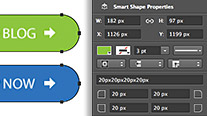 BLOG
NOW
Smart Shape Properties
W: 182 px H: 97 px
X: 1126 px Y: 1199 px
3 pt
20px20px20px20px
20 px 20 px
20 px 20 px